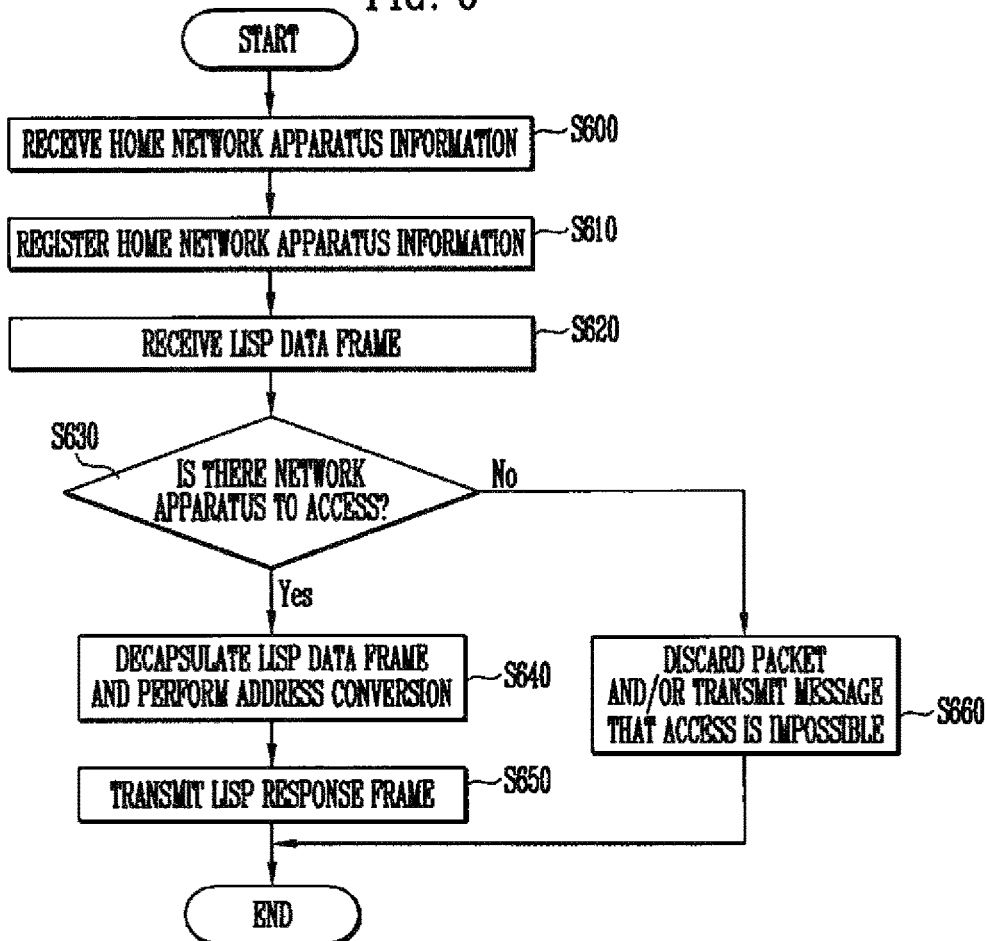 FIG. 6
START
RECEIVE HOME NETWORK APPARATUS INFORMATION
S600
REGISTER HOME NETWORK APPARATUS INFORMATION
S610
RECEIVE LISP DATA FRAME
S620
S630
IS THERE NETWORK
APPARATUS TO ACCESS?
No
Yes
DECAPSULATE LISP DATA FRAME
AND PERFORM ADDRESS CONVERSION
S640
DISCARD PACKET
AND/OR TRANSMIT MESSAGE
THAT ACCESS IS IMPOSSIBLE
S660
TRANSMIT LISP RESPONSE FRAME
S650
END